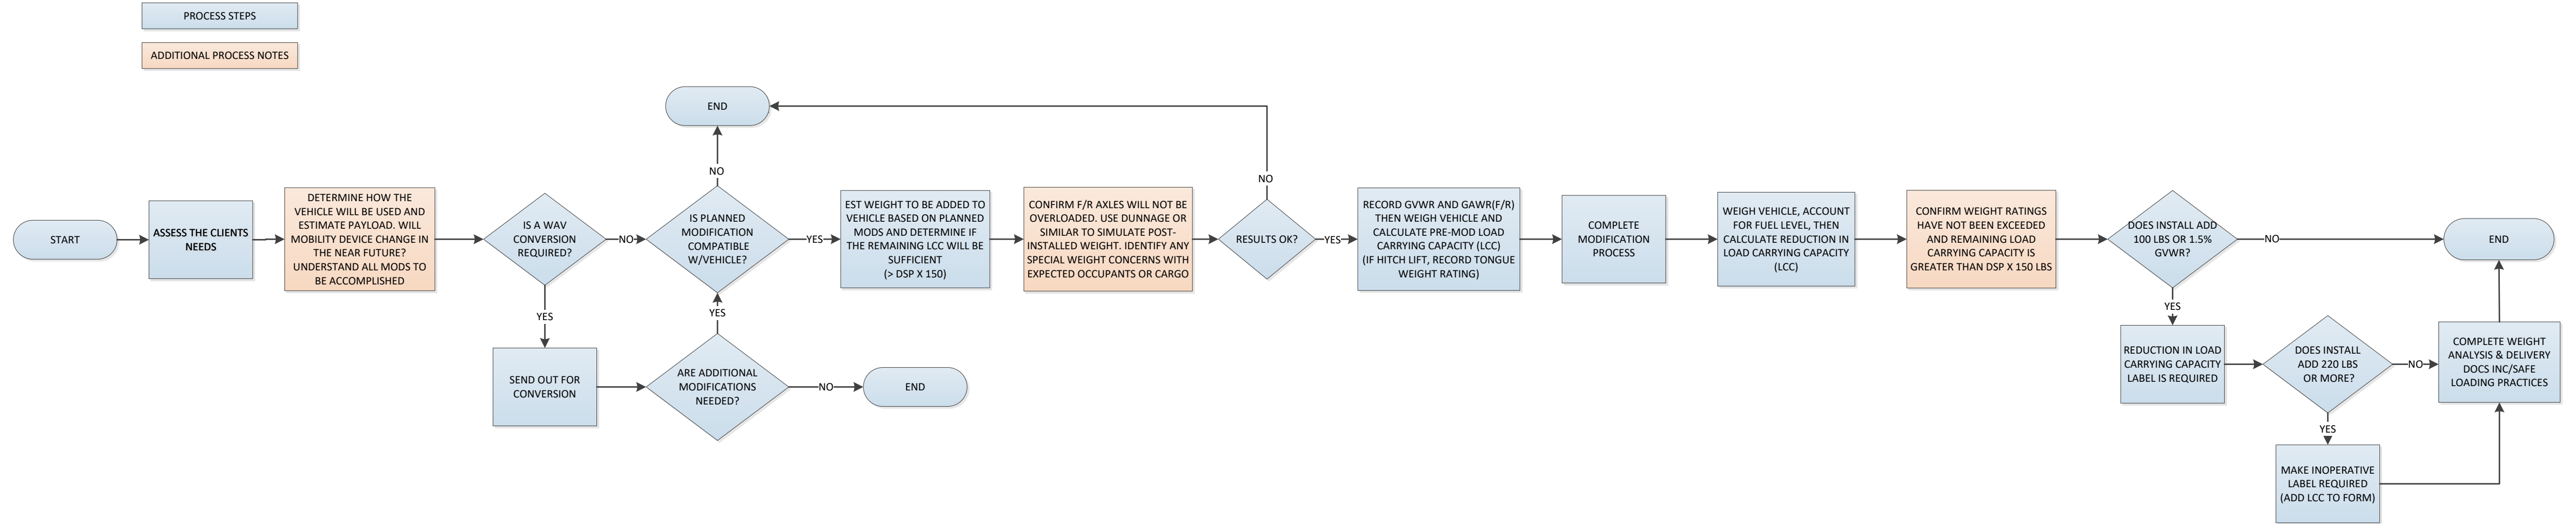 PROCESS STEPS
ADDITIONAL PROCESS NOTES
START
ASSESS THE CLIENTS
NEEDS
DETERMINE HOW THE
VEHICLE WILL BE USED AND
ESTIMATE PAYLOAD. WILL
MOBILITY DEVICE CHANGE IN
THE NEAR FUTURE?
UNDERSTAND ALL MODS TO
BE ACCOMPLISHED
IS A WAV
CONVERSION
REQUIRED?
NO
YES
SEND OUT FOR
CONVERSION
ARE ADDITIONAL
MODIFICATIONS
NEEDED?
NO
END
YES
IS PLANNED
MODIFICATION
COMPATIBLE
W/VEHICLE?
NO
END
YES
EST WEIGHT TO BE ADDED TO
VEHICLE BASED ON PLANNED
MODS AND DETERMINE IF
THE REMAINING LCC WILL BE
SUFFICIENT
(> DSP X 150)
CONFIRM F/R AXLES WILL NOT BE
OVERLOADED. USE DUNNAGE OR
SIMILAR TO SIMULATE POST-
INSTALLED WEIGHT. IDENTIFY ANY
SPECIAL WEIGHT CONCERNS WITH
EXPECTED OCCUPANTS OR CARGO
RESULTS OK?
NO
YES
RECORD GVWR AND GAWR(F/R)
THEN WEIGH VEHICLE AND
CALCULATE PRE-MOD LOAD
CARRYING CAPACITY (LCC)
(IF HITCH LIFT, RECORD TONGUE
WEIGHT RATING)
COMPLETE
MODIFICATION
PROCESS
WEIGH VEHICLE, ACCOUNT
FOR FUEL LEVEL, THEN
CALCULATE REDUCTION IN
LOAD CARRYING CAPACITY
(LCC)
CONFIRM WEIGHT RATINGS
HAVE NOT BEEN EXCEEDED
AND REMAINING LOAD
CARRYING CAPACITY IS
GREATER THAN DSP X 150 LBS
DOES INSTALL ADD
100 LBS OR 1.5%
GVWR?
NO
END
YES
REDUCTION IN LOAD
CARRYING CAPACITY
LABEL IS REQUIRED
DOES INSTALL
ADD 220 LBS
OR MORE?
NO
COMPLETE WEIGHT
ANALYSIS & DELIVERY
DOCS INC/SAFE
LOADING PRACTICES
YES
MAKE INOPERATIVE
LABEL REQUIRED
(ADD LCC TO FORM)